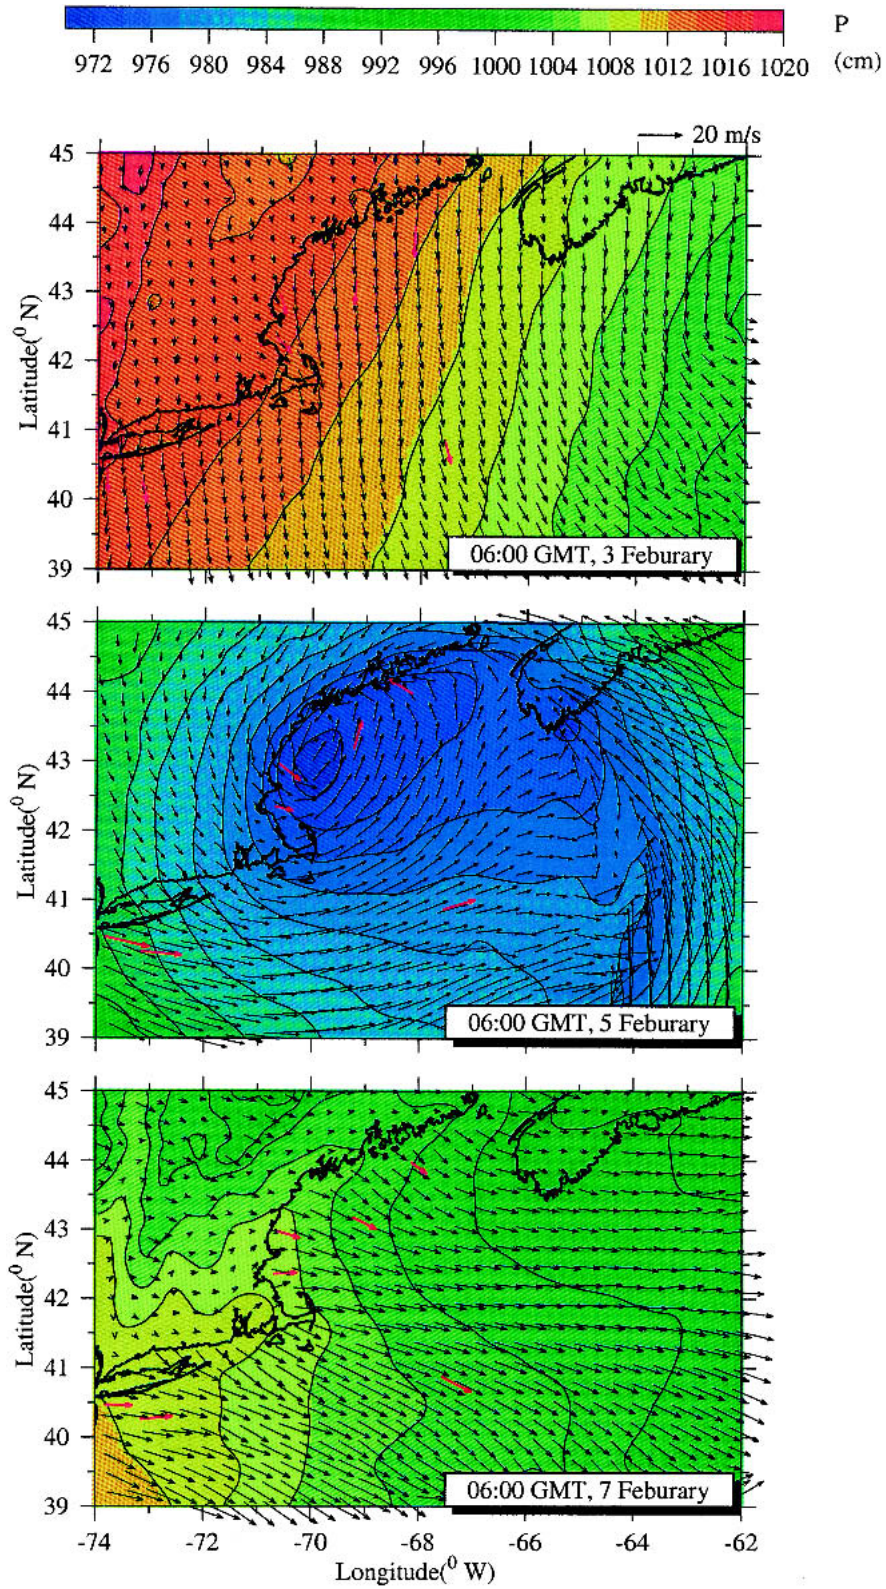 P
972 976 980 984 988 992 996 1000 1004 1008 1012 1016 1020 (cm)
20 m/s
45
44
43
42
41
40
39
Latitude(⁰ N)
06:00 GMT, 3 Feburary
45
44
43
42
41
40
39
Latitude(⁰ N)
06:00 GMT, 5 Feburary
45
44
43
42
41
40
39
Latitude(⁰ N)
06:00 GMT, 7 Feburary
-74 -72 -70 -68 -66 -64 -62
Longitude(⁰ W)